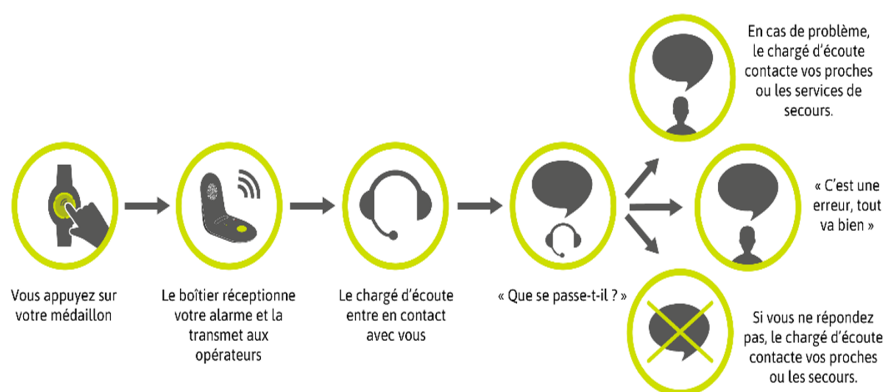 Vous appuyez sur
votre médaillon
Le boîtier réceptionne
votre alarme et la
transmet aux
opérateurs
Le chargé d'écoute
entre en contact
avec vous
« Que se passe-t-il ? »
En cas de problème,
le chargé d'écoute
contacte vos proches
ou les services de
secours.
« C'est une
erreur, tout
va bien »
Si vous ne répondez
pas, le chargé d'écoute
contacte vos proches
ou les secours.